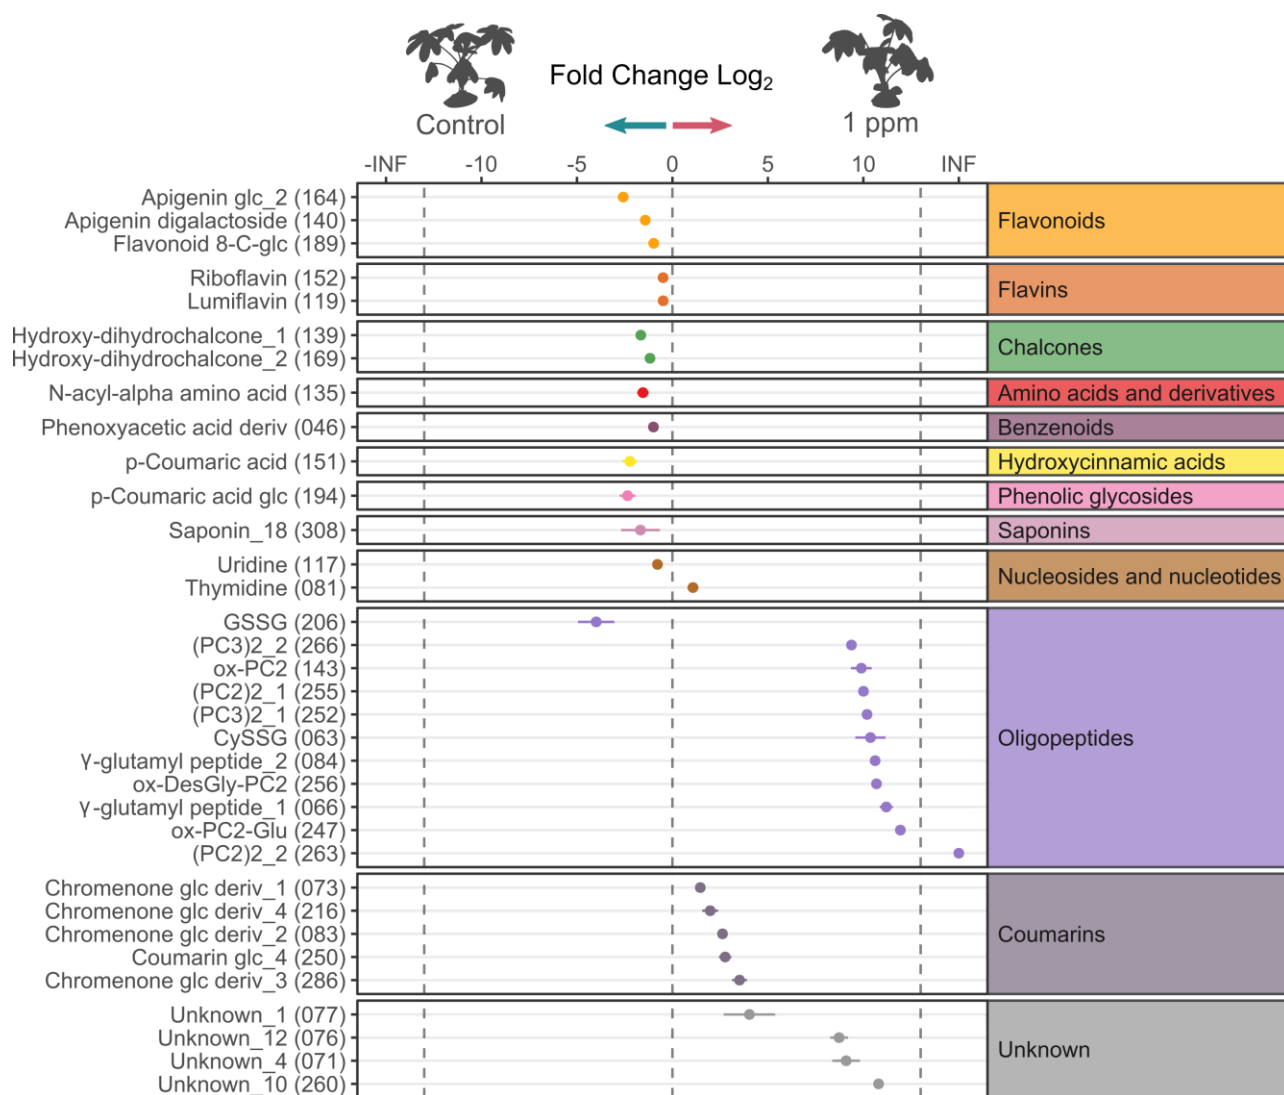 Fold Change Log2
Control
1 ppm
-INF -10 -5 0 5 10 INF
Apigenin glc_2 (164)
Apigenin digalactoside (140)
Flavonoid 8-C-glc (189)
Flavonoids
Riboflavin (152)
Lumiflavin (119)
Flavins
Hydroxy-dihydrochalcone_1 (139)
Hydroxy-dihydrochalcone_2 (169)
Chalcones
N-acyl-alpha amino acid (135)
Amino acids and derivatives
Phenoxyacetic acid deriv (046)
Benzenoids
p-Coumaric acid (151)
Hydroxycinnamic acids
p-Coumaric acid glc (194)
Phenolic glycosides
Saponin_18 (308)
Saponins
Uridine (117)
Thymidine (081)
Nucleosides and nucleotides
GSSG (206)
(PC3)2_2 (266)
ox-PC2 (143)
(PC2)2_1 (255)
(PC3)2_1 (252)
CySSG (063)
γ-glutamyl peptide_2 (084)
ox-DesGly-PC2 (256)
γ-glutamyl peptide_1 (066)
ox-PC2-Glu (247)
(PC2)2_2 (263)
Oligopeptides
Chromenone glc deriv_1 (073)
Chromenone glc deriv_4 (216)
Chromenone glc deriv_2 (083)
Coumarin glc_4 (250)
Chromenone glc deriv_3 (286)
Coumarins
Unknown_1 (077)
Unknown_12 (076)
Unknown_4 (071)
Unknown_10 (260)
Unknown